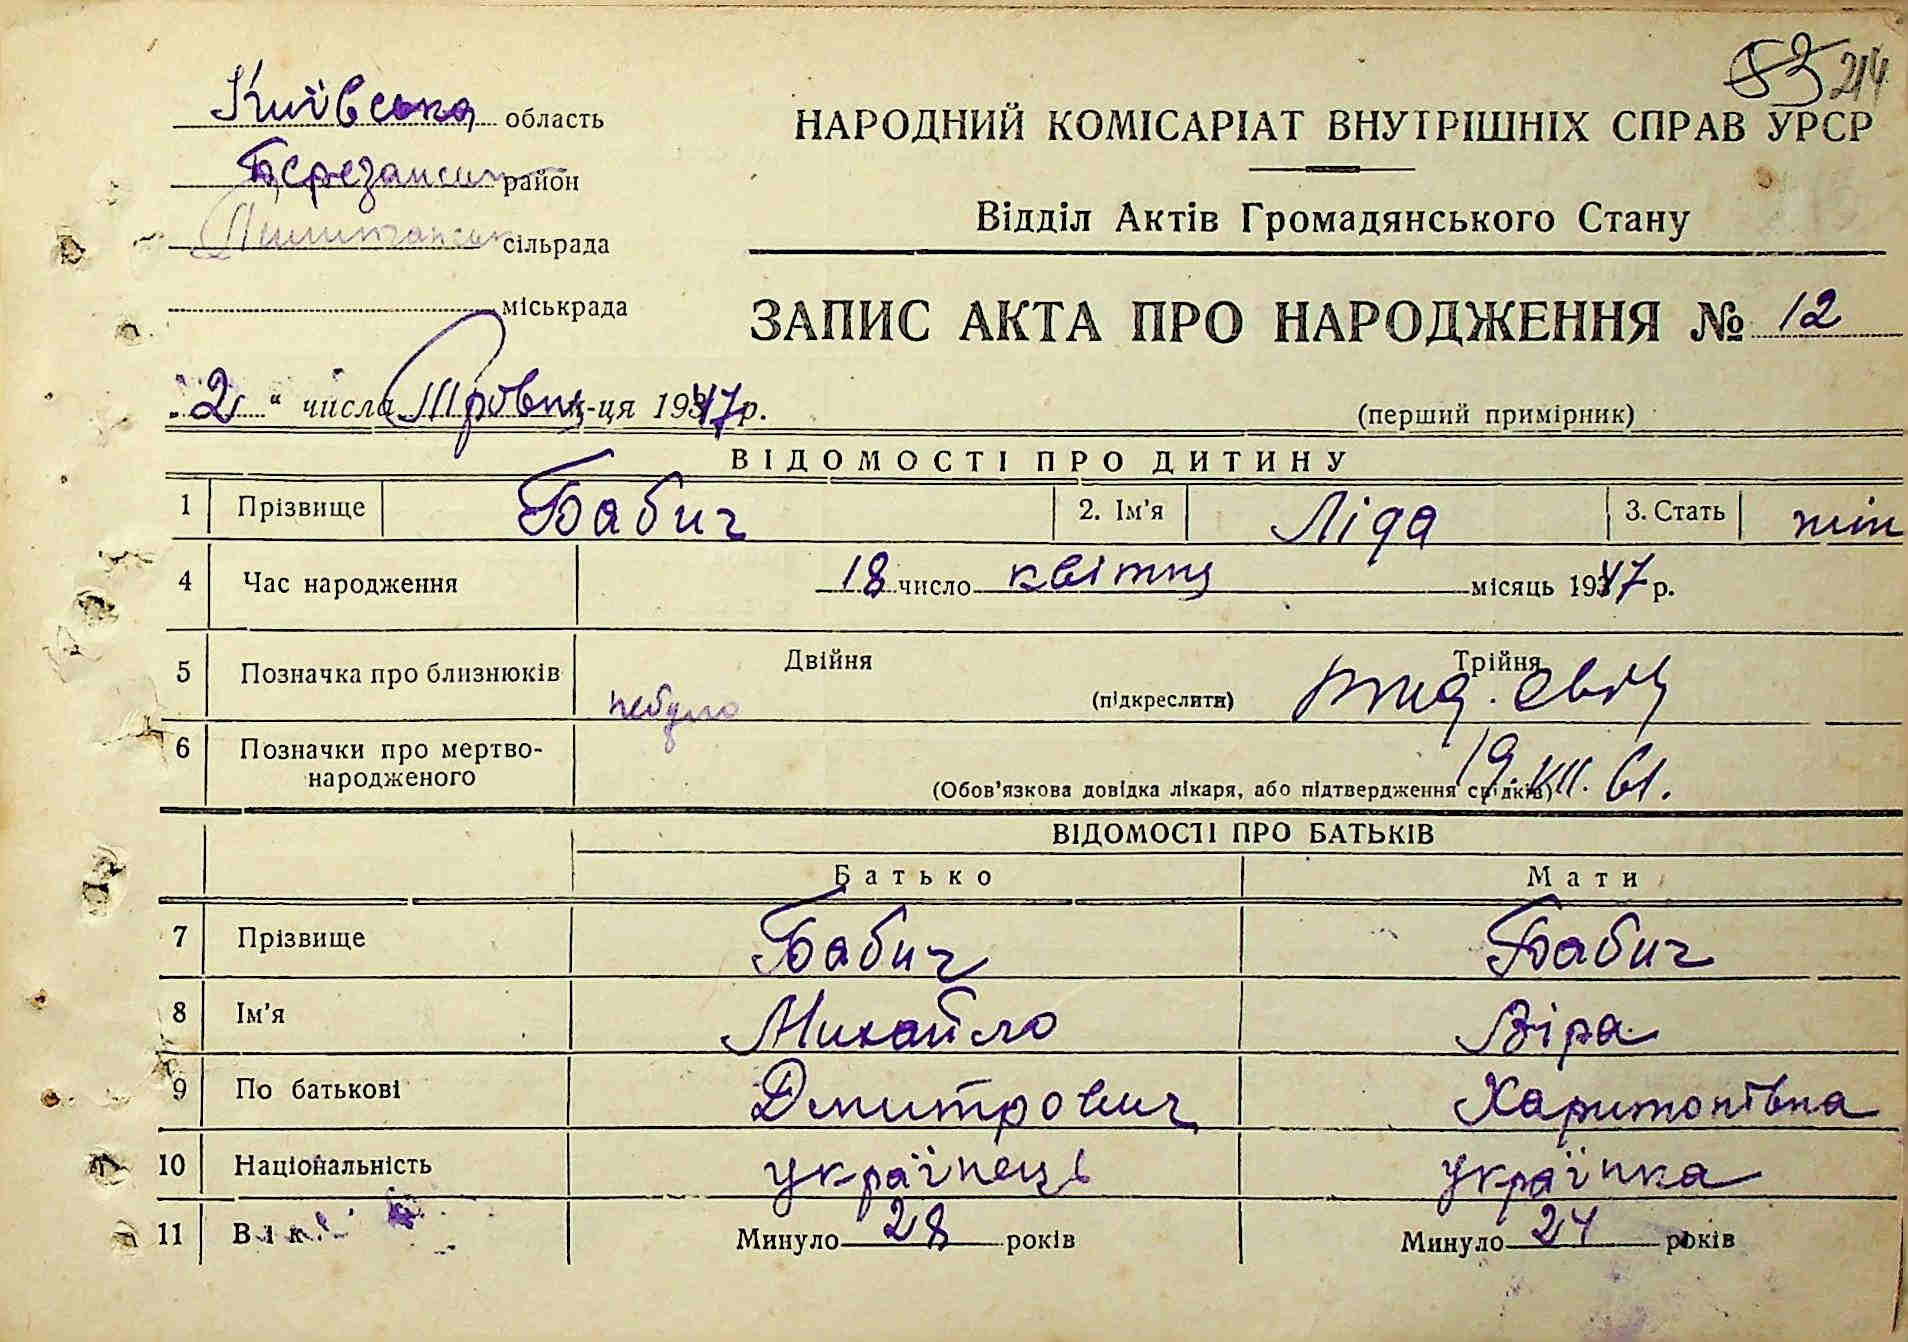 53 214
Київська область
НАРОДНИЙ КОМІСАРІАТ ВНУТРІШНІХ СПРАВ УРСР
район
Відділ Актів Громадянського Стану
сільрада
міськрада
ЗАПИС АКТА ПРО НАРОДЖЕННЯ № 12
„2“ числа м-ця 1947 р.
(перший примірник)
ВІДОМОСТІ ПРО ДИТИНУ
1 Прізвище Бабич 2. Ім'я Ліда 3. Стать жін
4 Час народження 18 число квітня місяць 1947 р.
5 Позначка про близнюків Двійня Трійня
небуло (підкреслити)
6 Позначки про мертво-
народженого
(Обов'язкова довідка лікаря, або підтвердження свідків)
19.VII. 61.
ВІДОМОСТІ ПРО БАТЬКІВ
Батько Мати
7 Прізвище Бабич Бабич
8 Ім'я Михайло Віра
9 По батькові Дмитрович Харитонівна
10 Національність українець українка
11 Вік Минуло 28 років Минуло 24 років